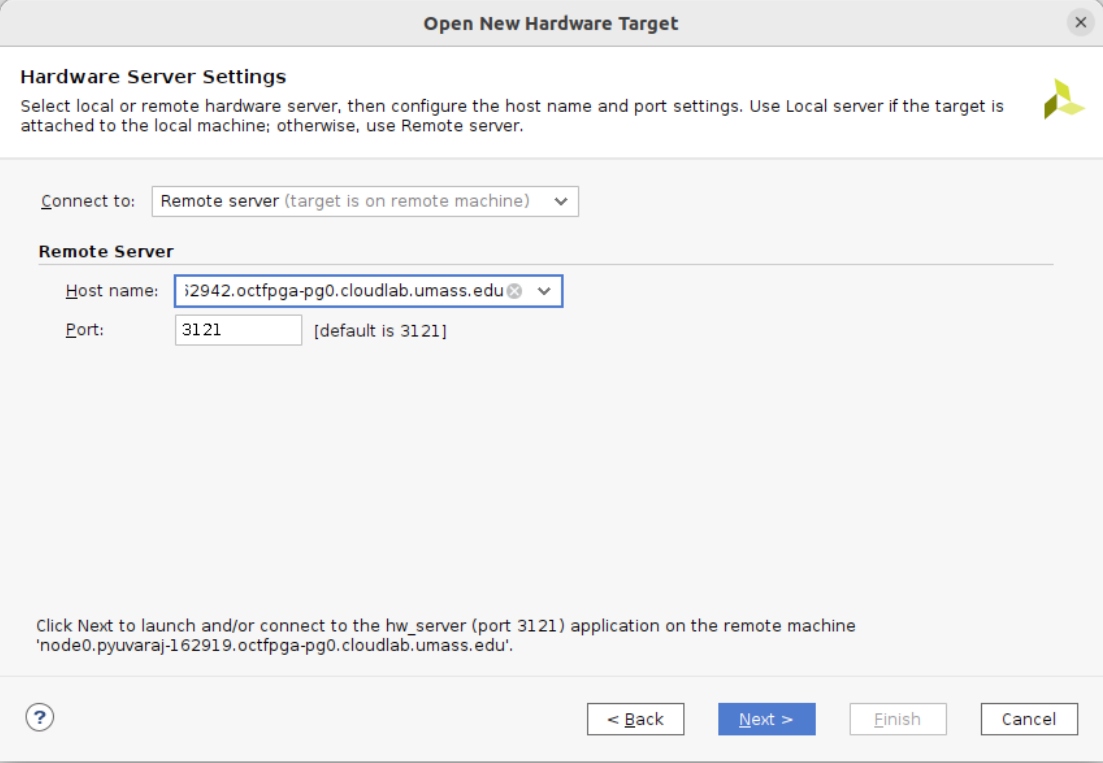 Open New Hardware Target
Hardware Server Settings
Select local or remote hardware server, then configure the host name and port settings. Use Local server if the target is
attached to the local machine; otherwise, use Remote server.
Connect to: Remote server (target is on remote machine)
Remote Server
Host name: 62942.octfpga-pg0.cloudlab.umass.edu
Port: 3121 [default is 3121]
Click Next to launch and/or connect to the hw_server (port 3121) application on the remote machine
'node0.pyuvaraj-162919.octfpga-pg0.cloudlab.umass.edu'.
? < Back Next > Finish Cancel